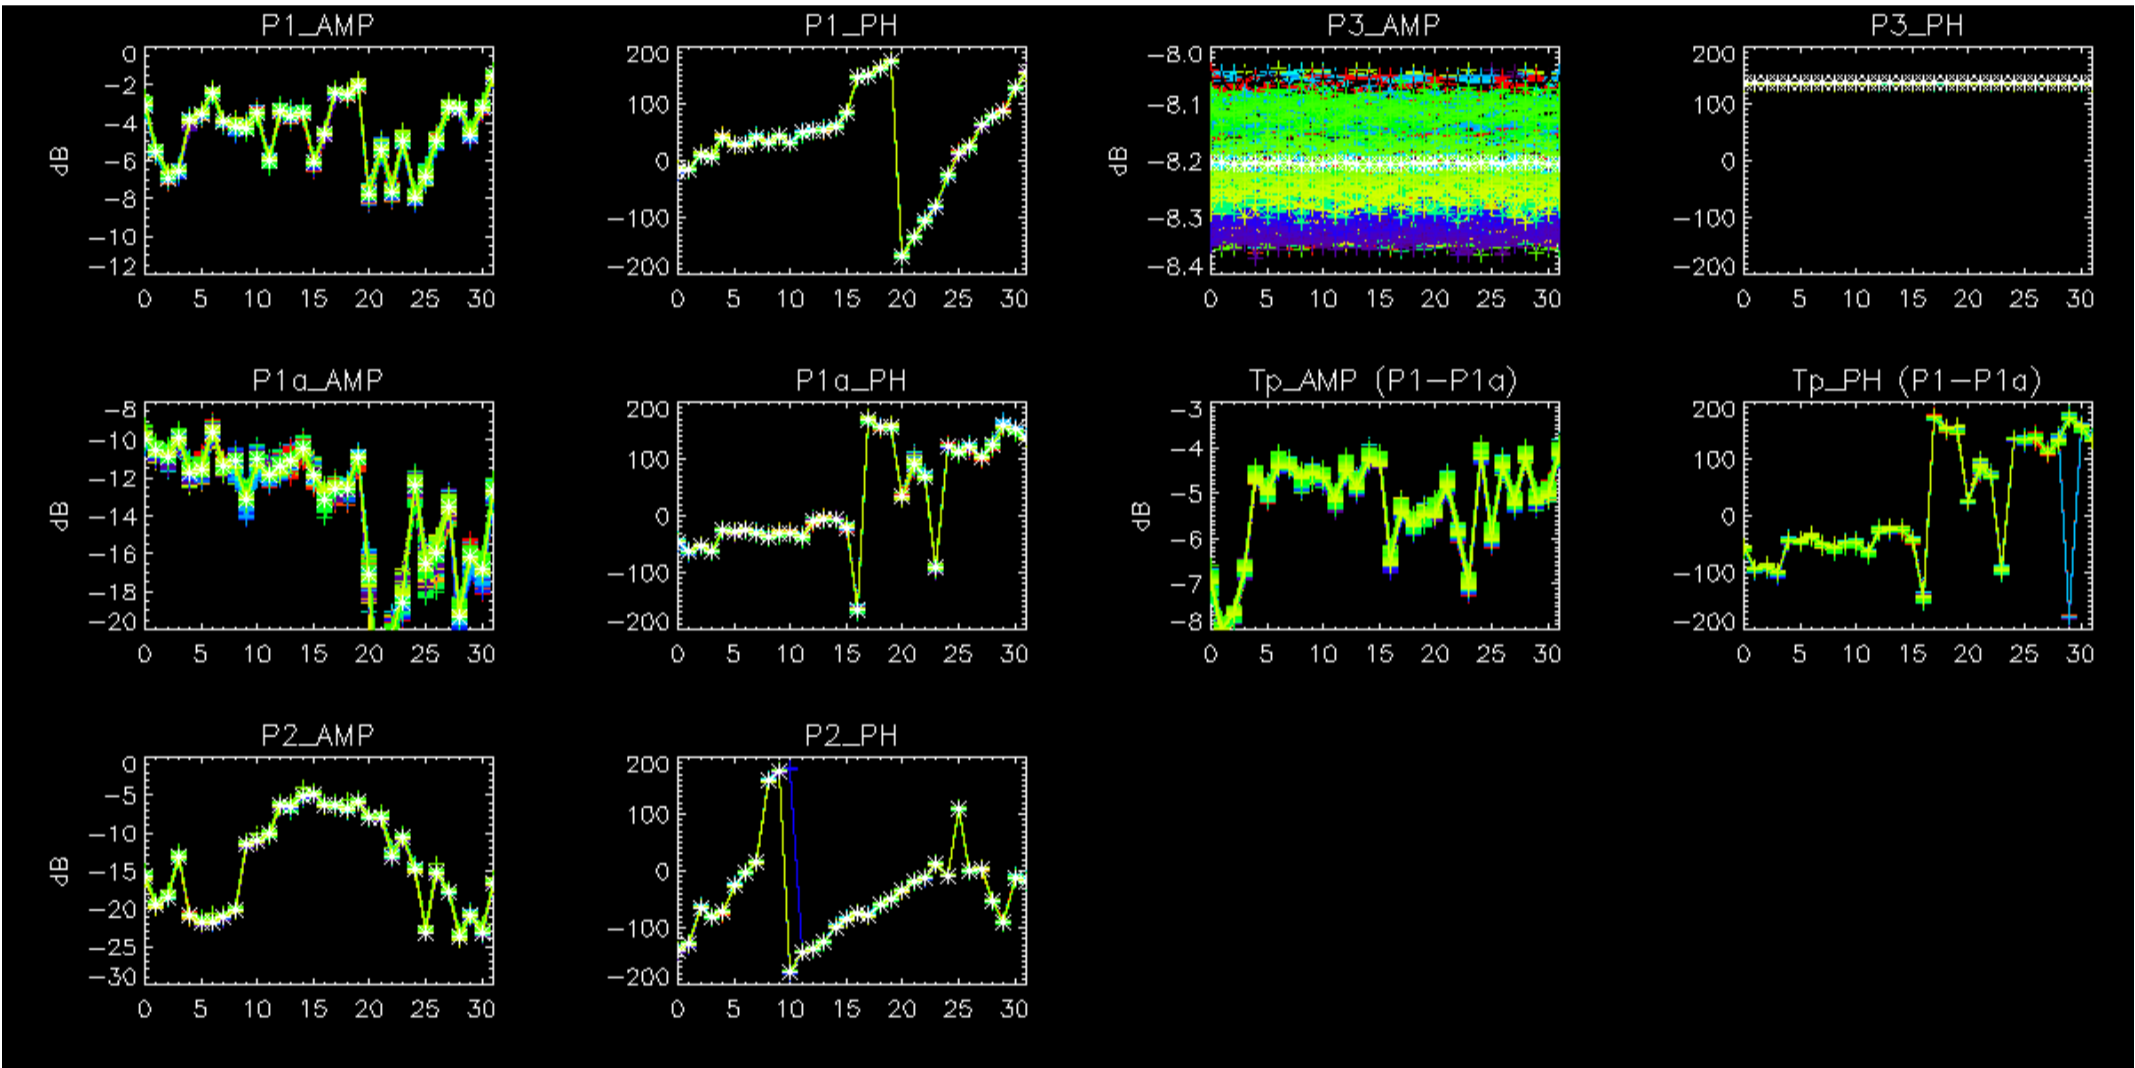 P1_AMP
P1_PH
P3_AMP
P3_PH
dB
0
−2
−4
−6
−8
−10
−12
0 5 10 15 20 25 30
200
100
0
−100
−200
0 5 10 15 20 25 30
dB
−8.0
−8.1
−8.2
−8.3
−8.4
0 5 10 15 20 25 30
200
100
0
−100
−200
0 5 10 15 20 25 30
P1a_AMP
P1a_PH
Tp_AMP (P1−P1a)
Tp_PH (P1−P1a)
dB
−8
−10
−12
−14
−16
−18
−20
0 5 10 15 20 25 30
200
100
0
−100
−200
0 5 10 15 20 25 30
dB
−3
−4
−5
−6
−7
−8
0 5 10 15 20 25 30
200
100
0
−100
−200
0 5 10 15 20 25 30
P2_AMP
P2_PH
dB
0
−5
−10
−15
−20
−25
−30
0 5 10 15 20 25 30
200
100
0
−100
−200
0 5 10 15 20 25 30